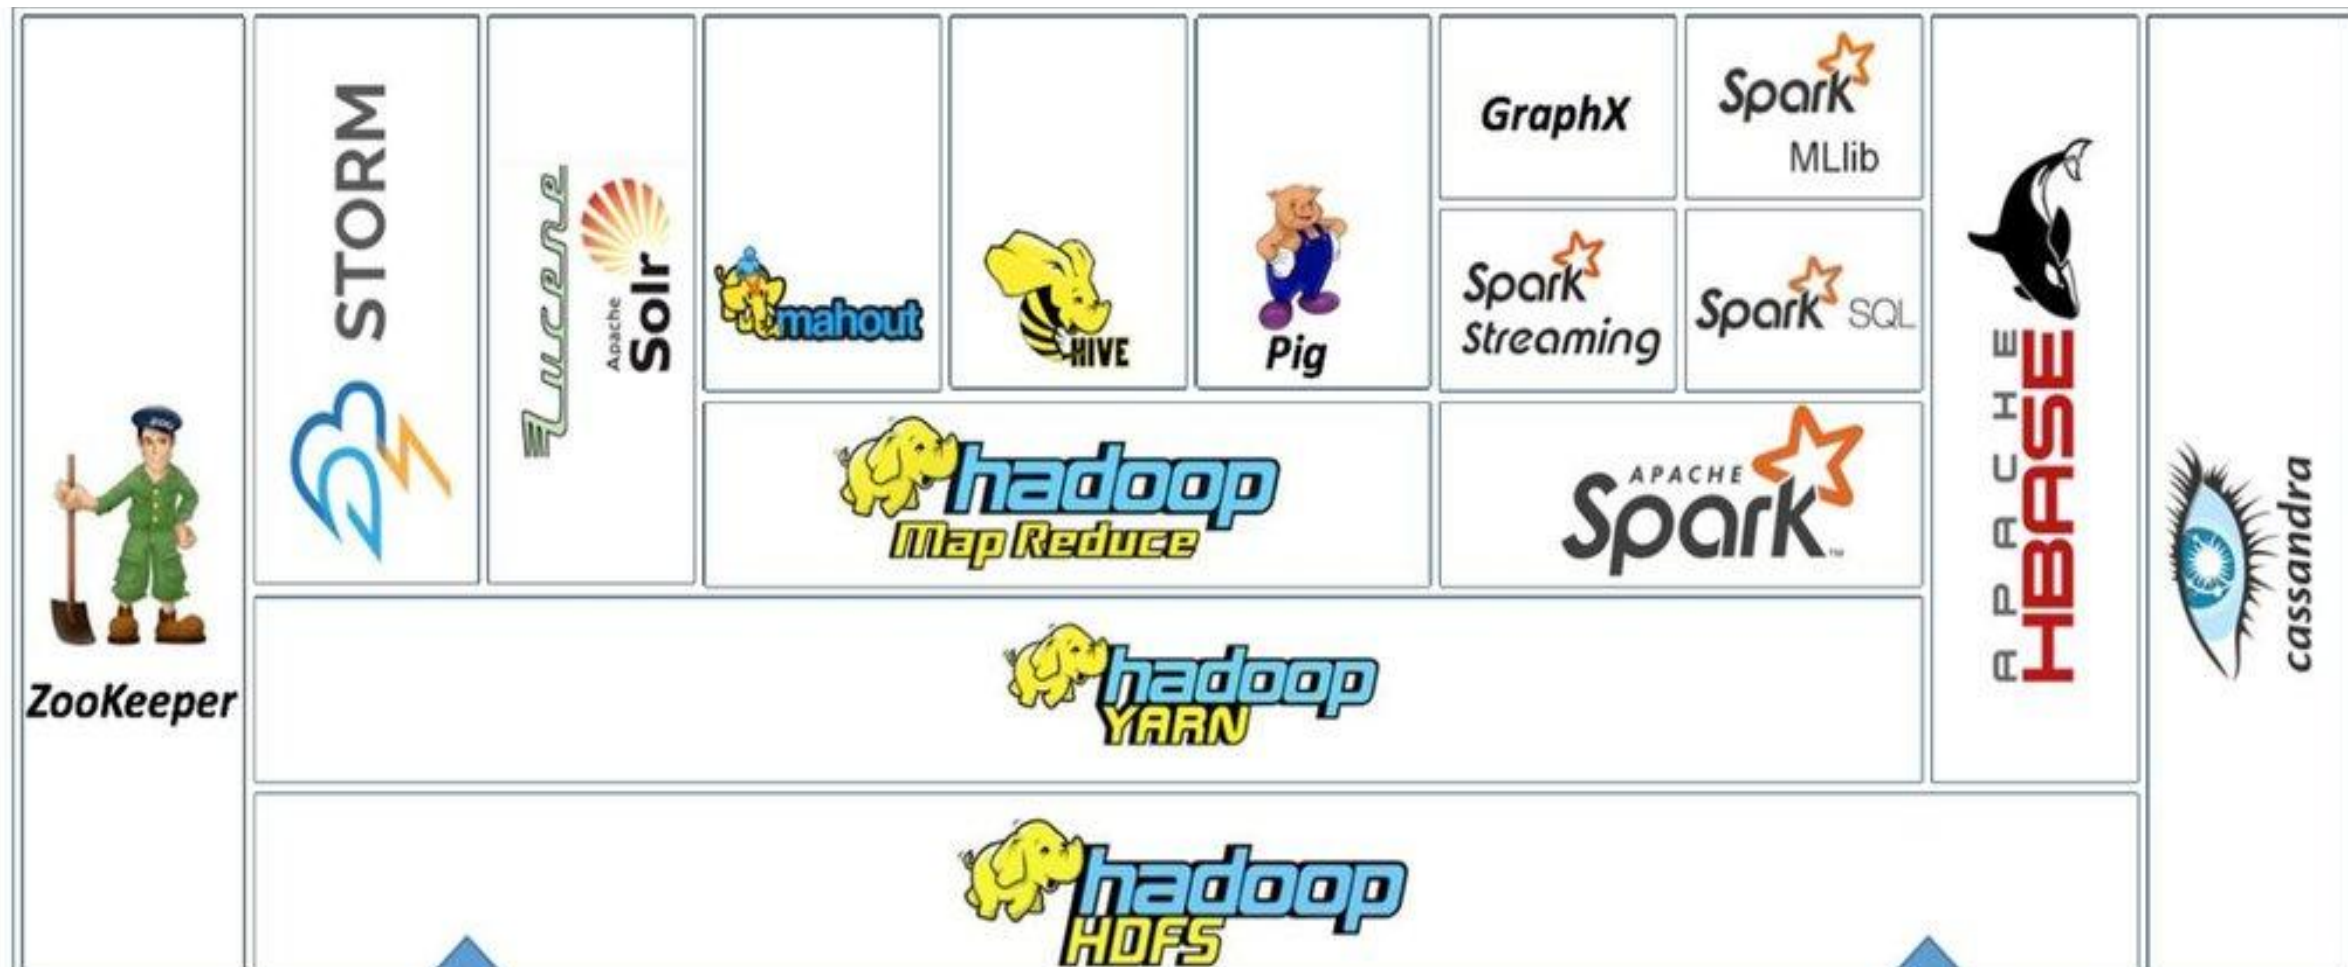 ZooKeeper
STORM
Lucene
Apache
Solr
mahout
HIVE
Pig
GraphX
Spark
MLlib
Spark
Streaming
Spark SQL
hadoop
Map Reduce
APACHE
Spark™
hadoop
YARN
hadoop
HDFS
APACHE
HBASE
cassandra